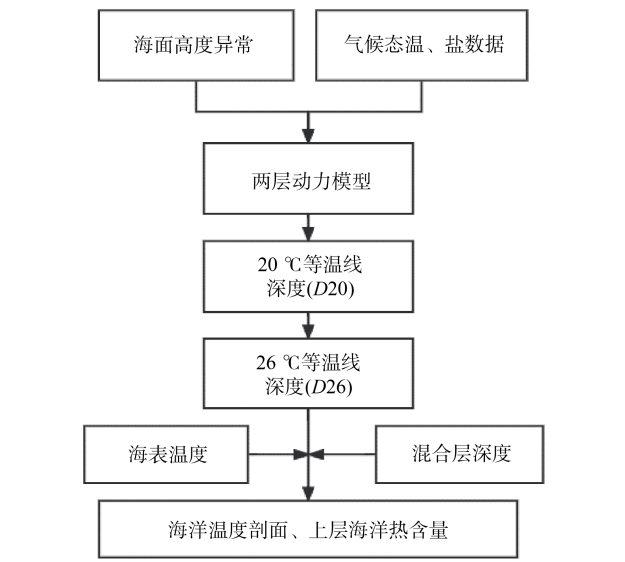 海面高度异常
气候态温、盐数据
两层动力模型
20 ℃等温线
深度(D20)
26 ℃等温线
深度(D26)
海表温度
混合层深度
海洋温度剖面、上层海洋热含量